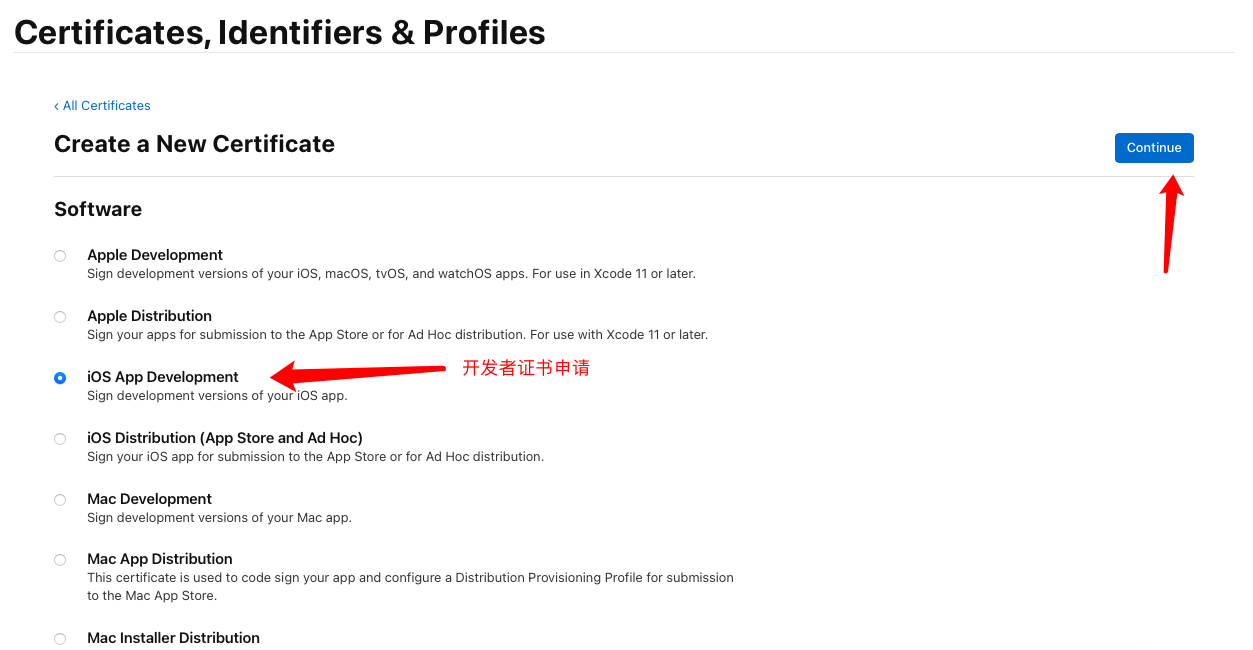 Certificates, Identifiers & Profiles
‹ All Certificates
Create a New Certificate
Continue
Software
Apple Development
Sign development versions of your iOS, macOS, tvOS, and watchOS apps. For use in Xcode 11 or later.
Apple Distribution
Sign your apps for submission to the App Store or for Ad Hoc distribution. For use with Xcode 11 or later.
iOS App Development
开发者证书申请
Sign development versions of your iOS app.
iOS Distribution (App Store and Ad Hoc)
Sign your iOS app for submission to the App Store or for Ad Hoc distribution.
Mac Development
Sign development versions of your Mac app.
Mac App Distribution
This certificate is used to code sign your app and configure a Distribution Provisioning Profile for submission
to the Mac App Store.
Mac Installer Distribution